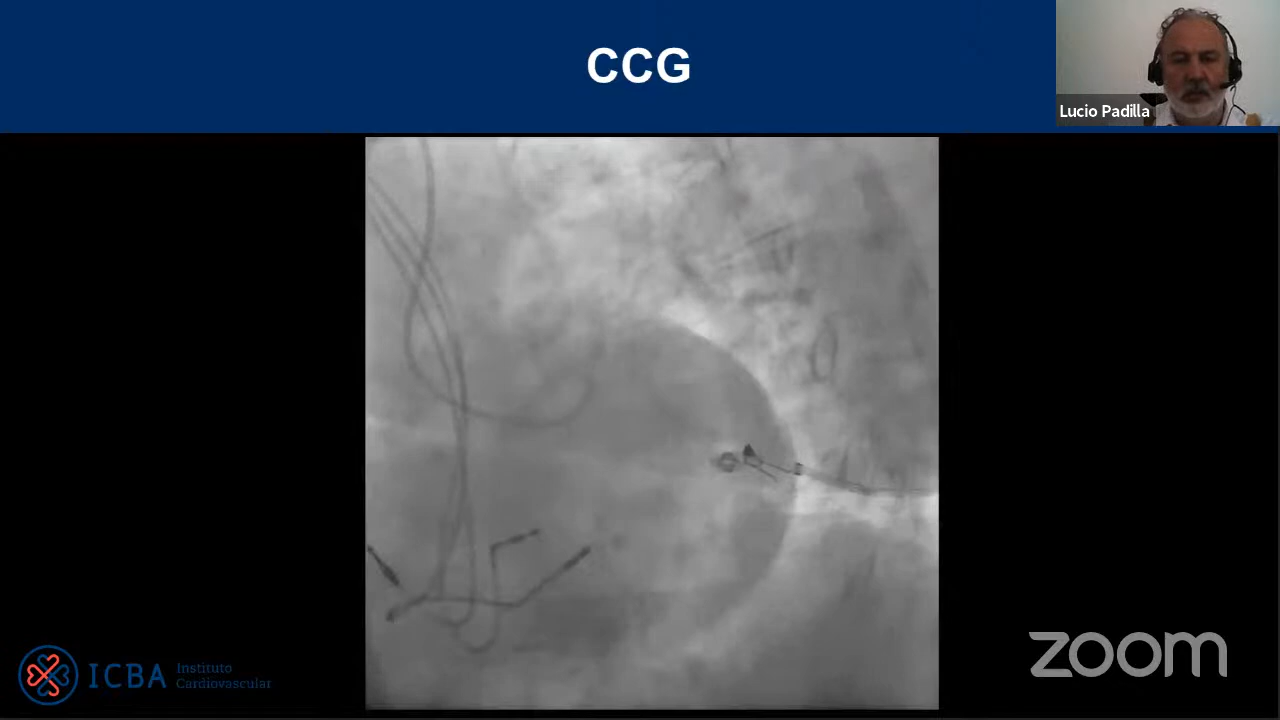 CCG
Lucio Padilla
ICBA
Instituto
Cardiovascular
zoom